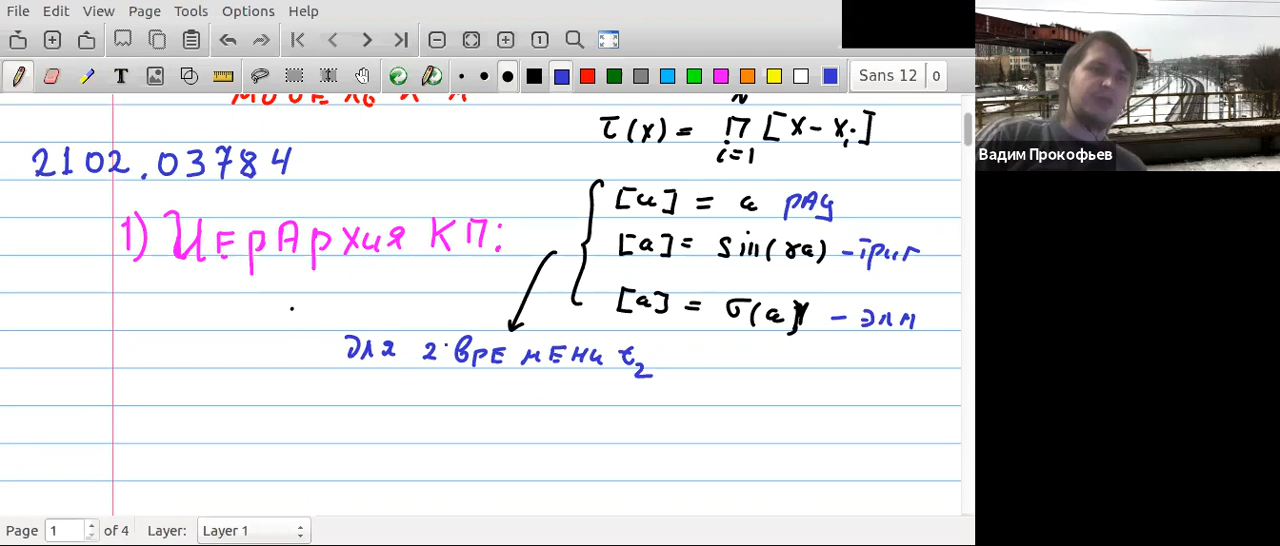 File Edit View Page Tools Options Help
Sans 12 0
τ(x) = Π [x - xᵢ]
i=1
2102.03784
[a] = a рац
1) Иерархия КП:
[a] = sin(γa) - триг
[a] = σ(a) - элл
для 2 времени t₂
Вадим Прокофьев
Page 1 of 4 Layer: Layer 1